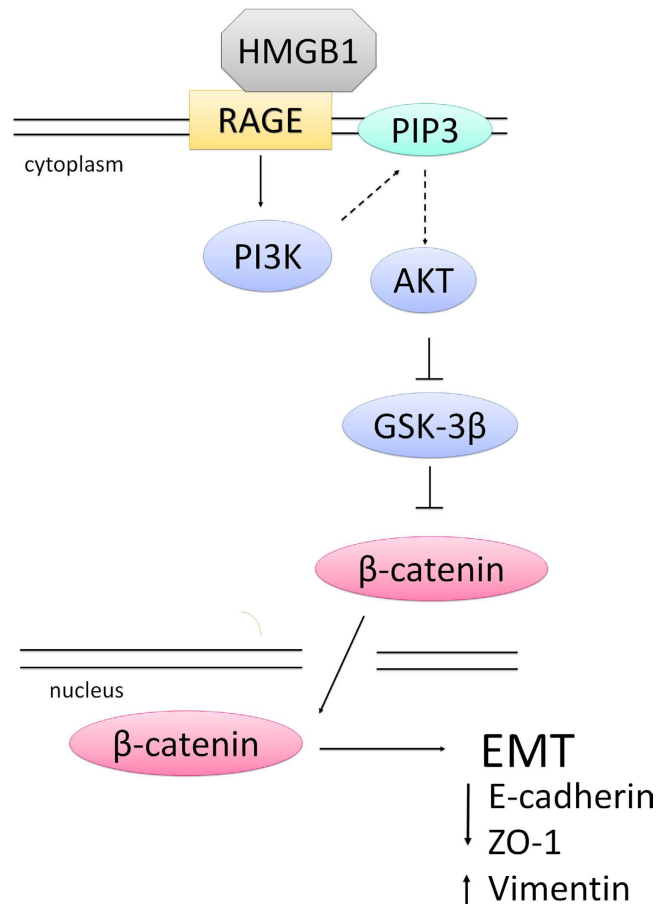 HMGB1
RAGE
PIP3
cytoplasm
PI3K
AKT
GSK-3β
β-catenin
nucleus
β-catenin
EMT
E-cadherin
ZO-1
Vimentin